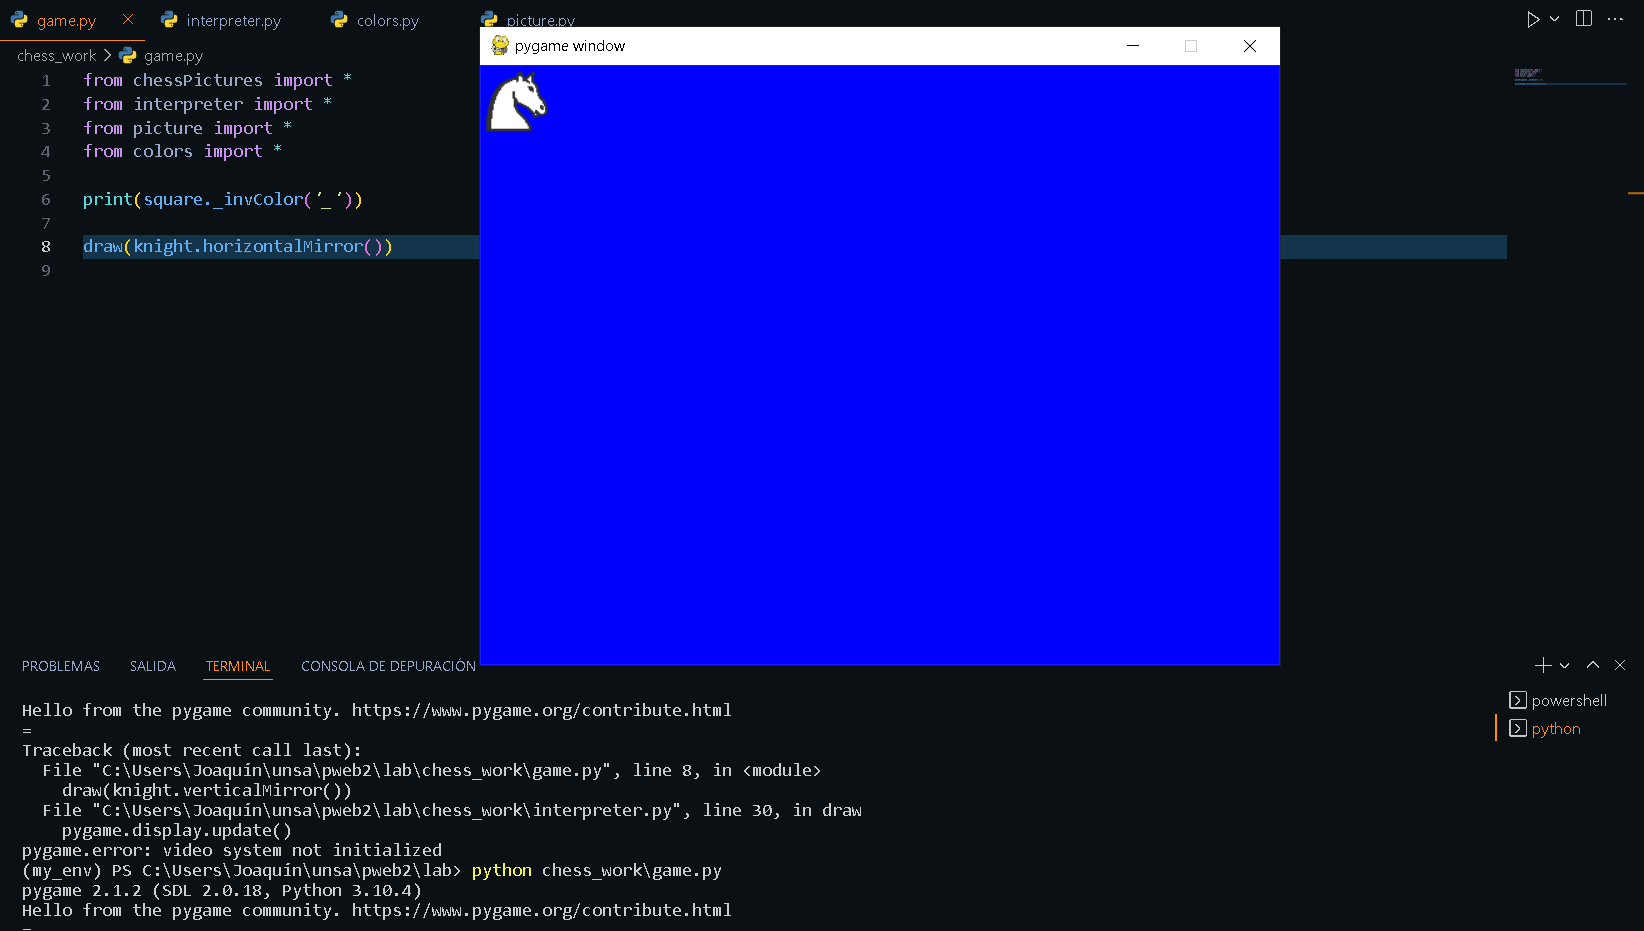 game.py
interpreter.py
colors.py
picture.py
pygame window
chess_work > game.py
1 from chessPictures import *
2 from interpreter import *
3 from picture import *
4 from colors import *
5
6 print(square._invColor('_'))
7
8 draw(knight.horizontalMirror())
9
PROBLEMAS SALIDA TERMINAL CONSOLA DE DEPURACIÓN
powershell
python
Hello from the pygame community. https://www.pygame.org/contribute.html
=
Traceback (most recent call last):
File "C:\Users\Joaquín\unsa\pweb2\lab\chess_work\game.py", line 8, in <module>
draw(knight.verticalMirror())
File "C:\Users\Joaquín\unsa\pweb2\lab\chess_work\interpreter.py", line 30, in draw
pygame.display.update()
pygame.error: video system not initialized
(my_env) PS C:\Users\Joaquín\unsa\pweb2\lab> python chess_work\game.py
pygame 2.1.2 (SDL 2.0.18, Python 3.10.4)
Hello from the pygame community. https://www.pygame.org/contribute.html